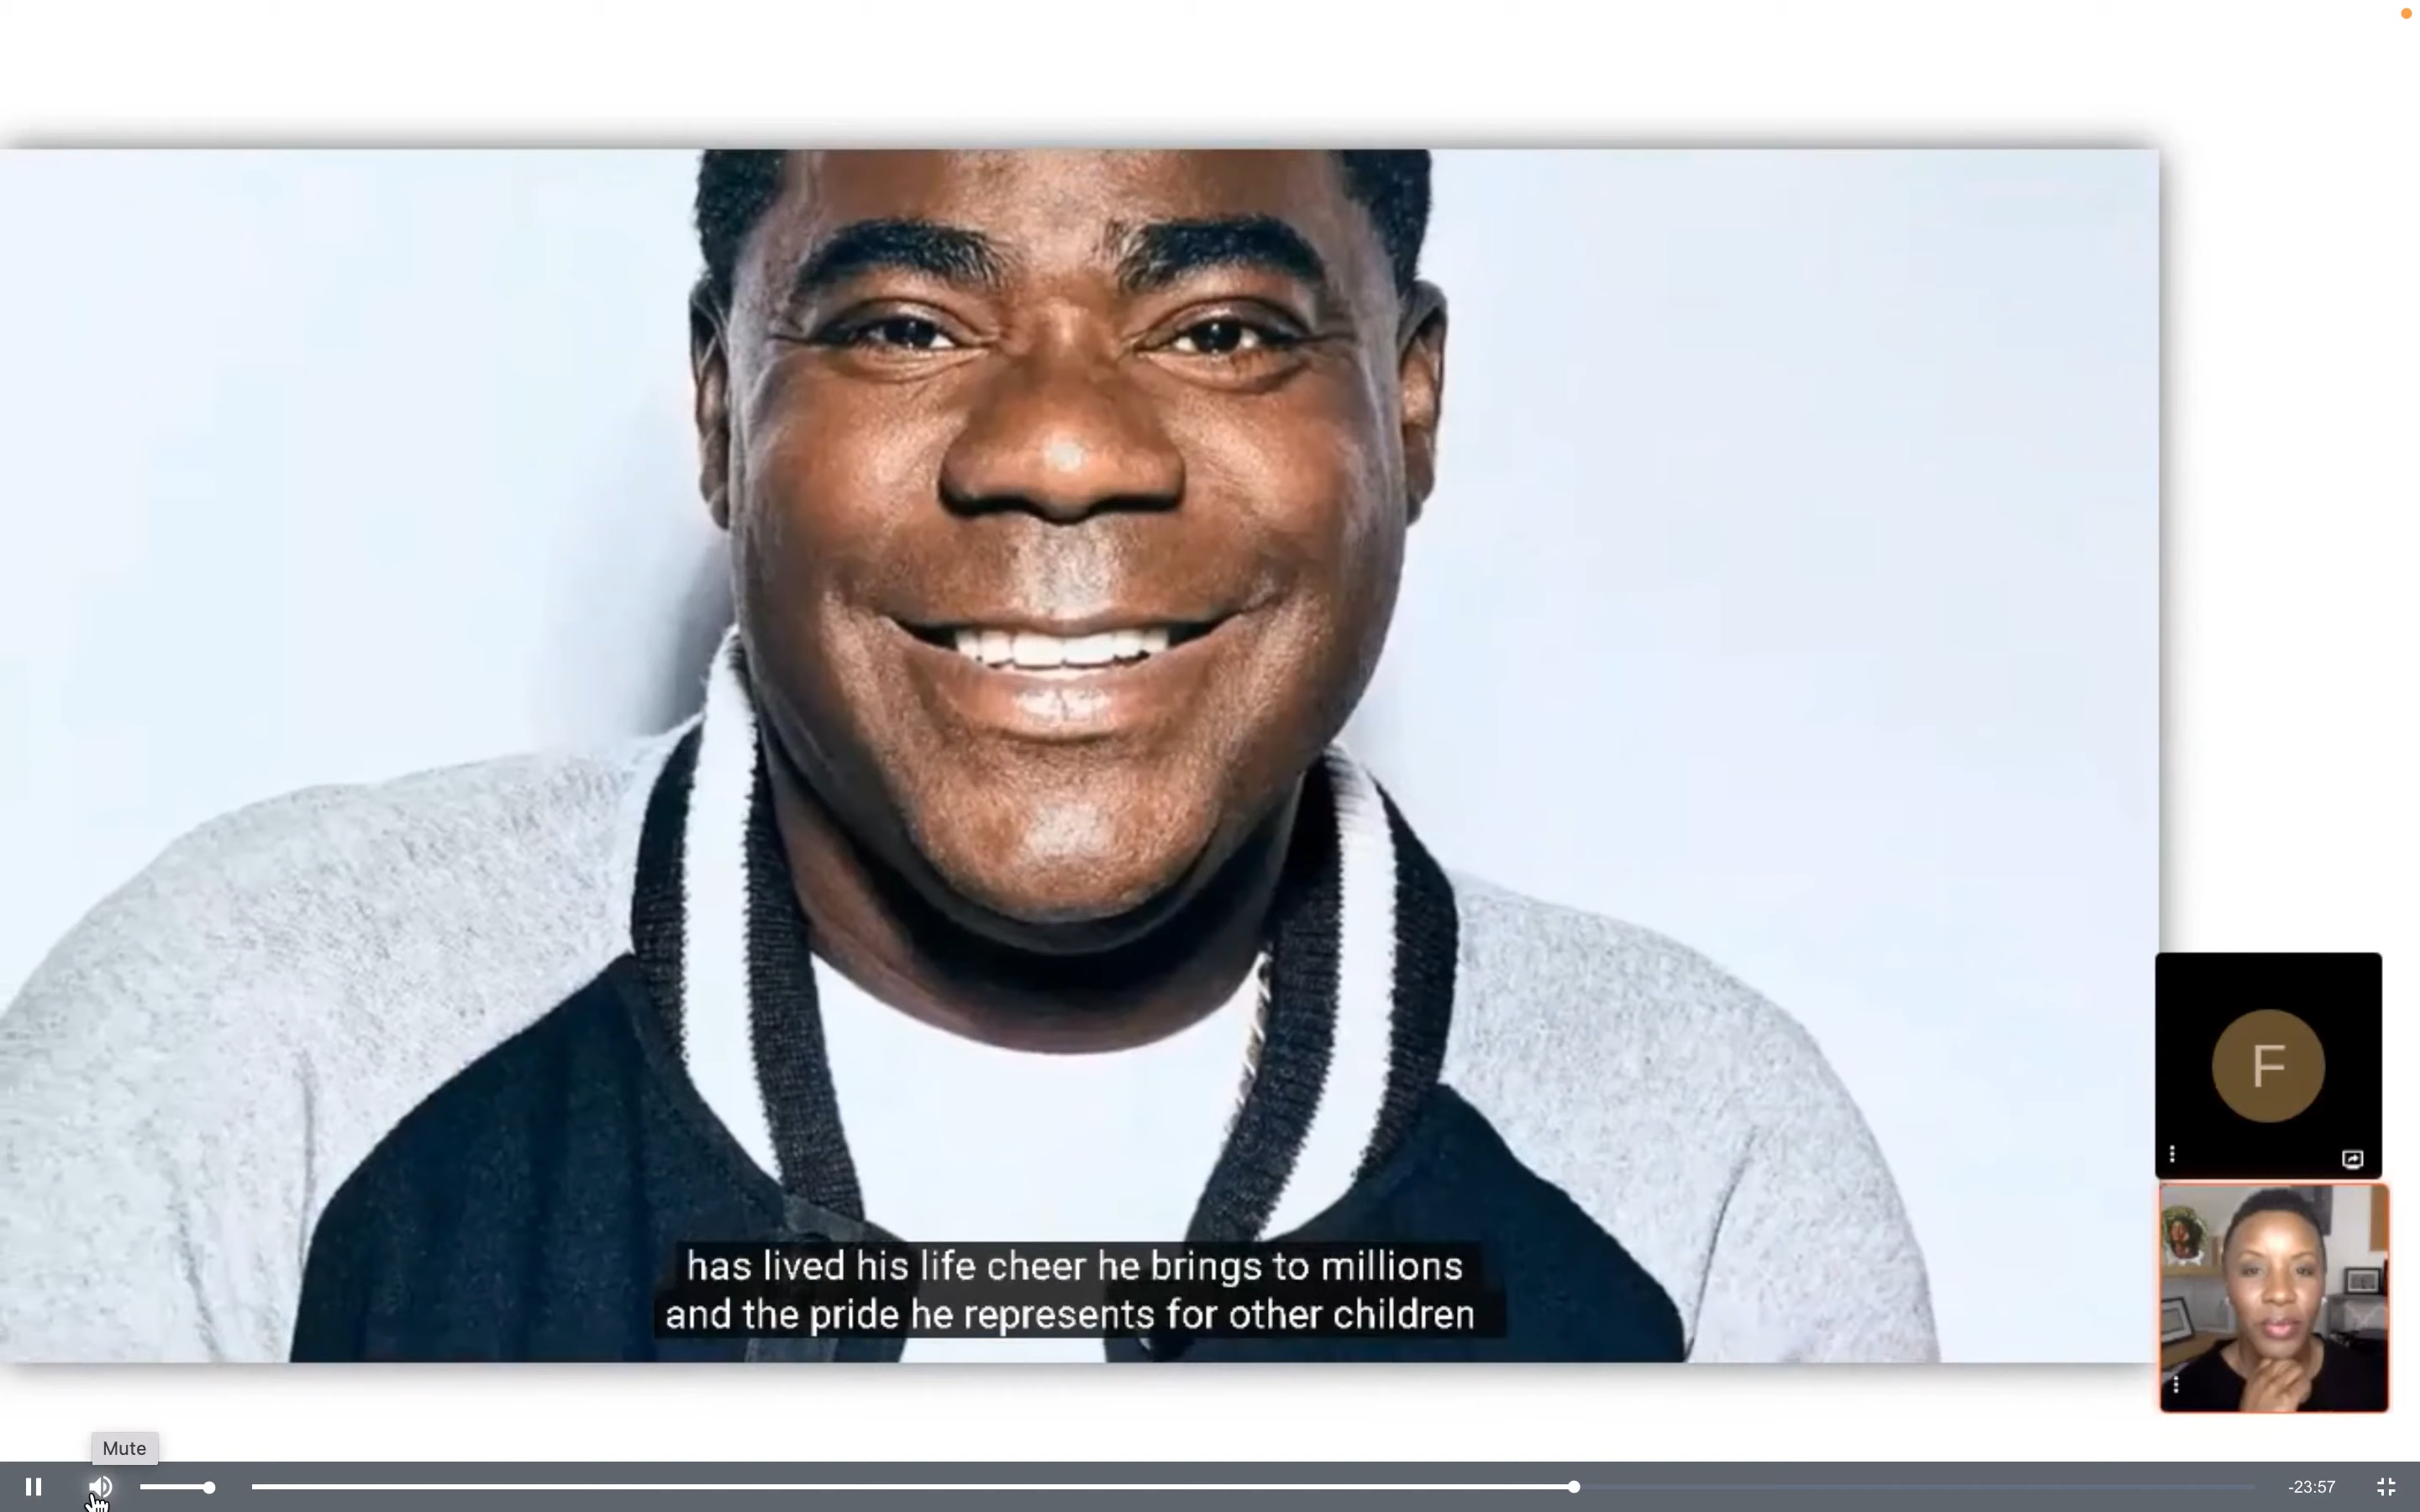 F
has lived his life cheer he brings to millions
and the pride he represents for other children
Mute
-23:57